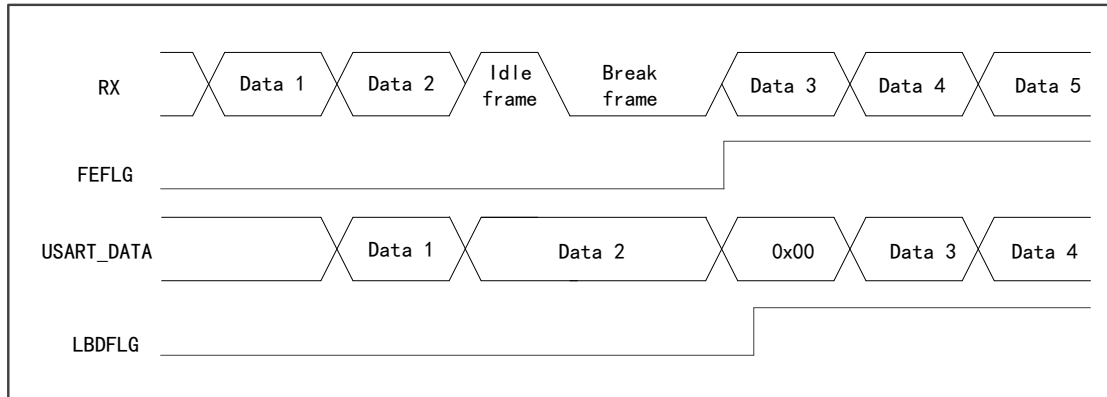 RX
Data 1
Data 2
Idle
frame
Break
frame
Data 3
Data 4
Data 5
FEFLG
USART_DATA
Data 1
Data 2
0x00
Data 3
Data 4
LBDFLG